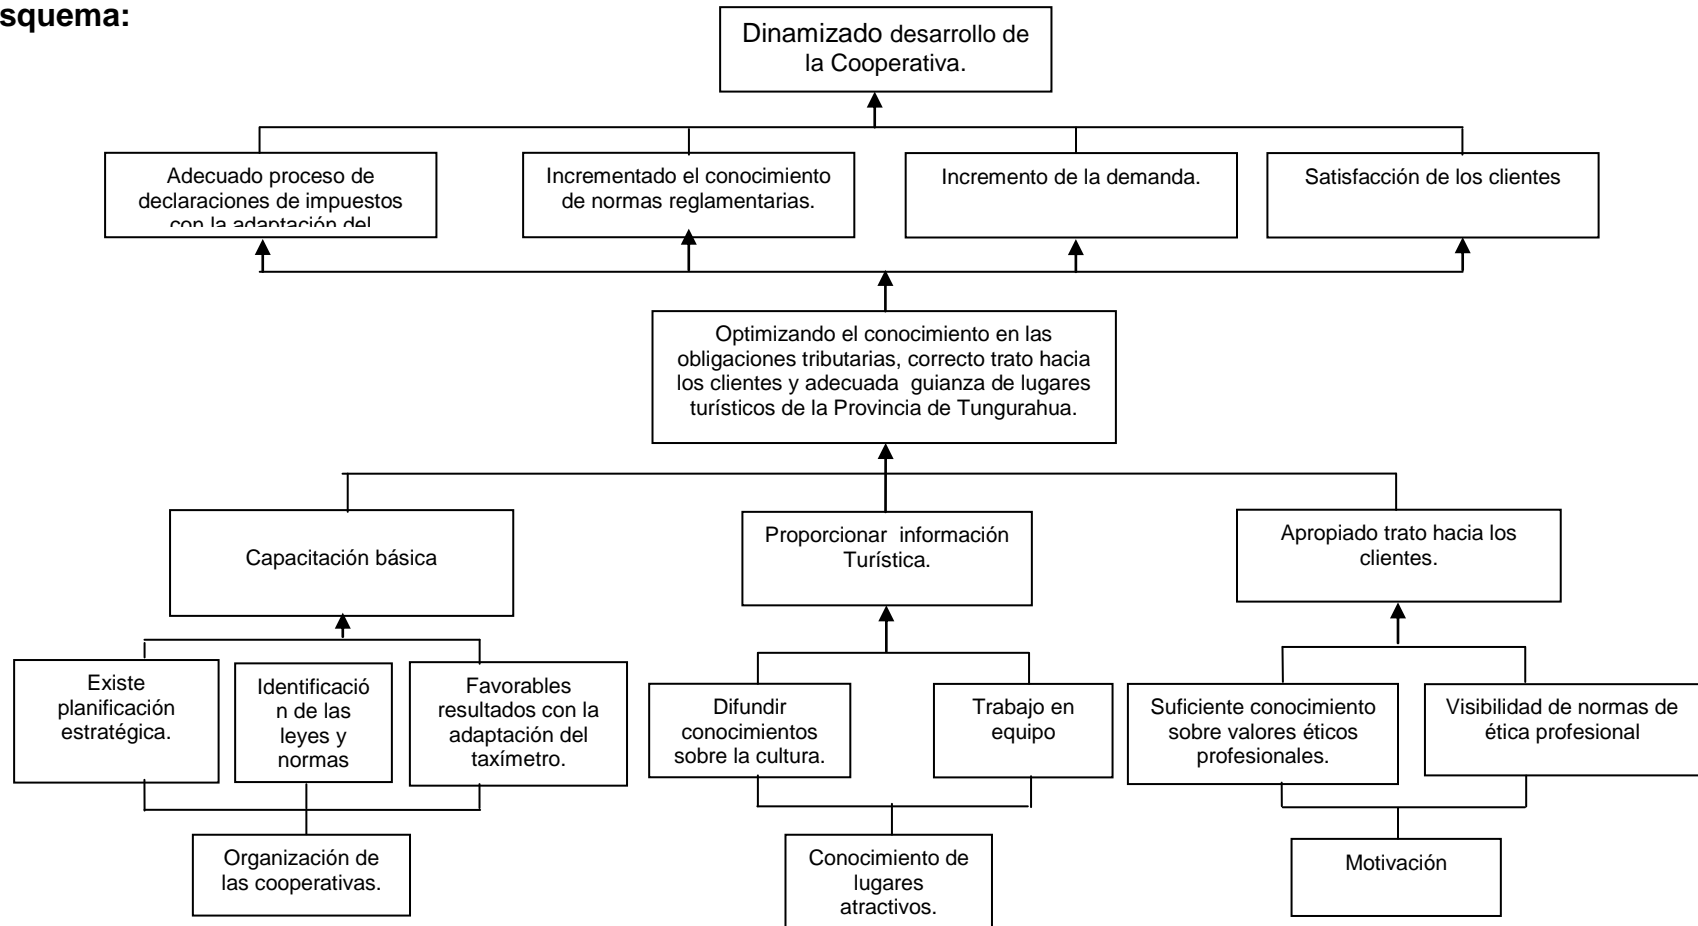 squema:
Dinamizado desarrollo de
la Cooperativa.
Adecuado proceso de
declaraciones de impuestos
con la adaptación del
Incrementado el conocimiento
de normas reglamentarias.
Incremento de la demanda.
Satisfacción de los clientes
Optimizando el conocimiento en las
obligaciones tributarias, correcto trato hacia
los clientes y adecuada guianza de lugares
turísticos de la Provincia de Tungurahua.
Capacitación básica
Proporcionar información
Turística.
Apropiado trato hacia los
clientes.
Existe
planificación
estratégica.
Identificació
n de las
leyes y
normas
Favorables
resultados con la
adaptación del
taxímetro.
Difundir
conocimientos
sobre la cultura.
Trabajo en
equipo
Suficiente conocimiento
sobre valores éticos
profesionales.
Visibilidad de normas de
ética profesional
Organización de
las cooperativas.
Conocimiento de
lugares
atractivos.
Motivación